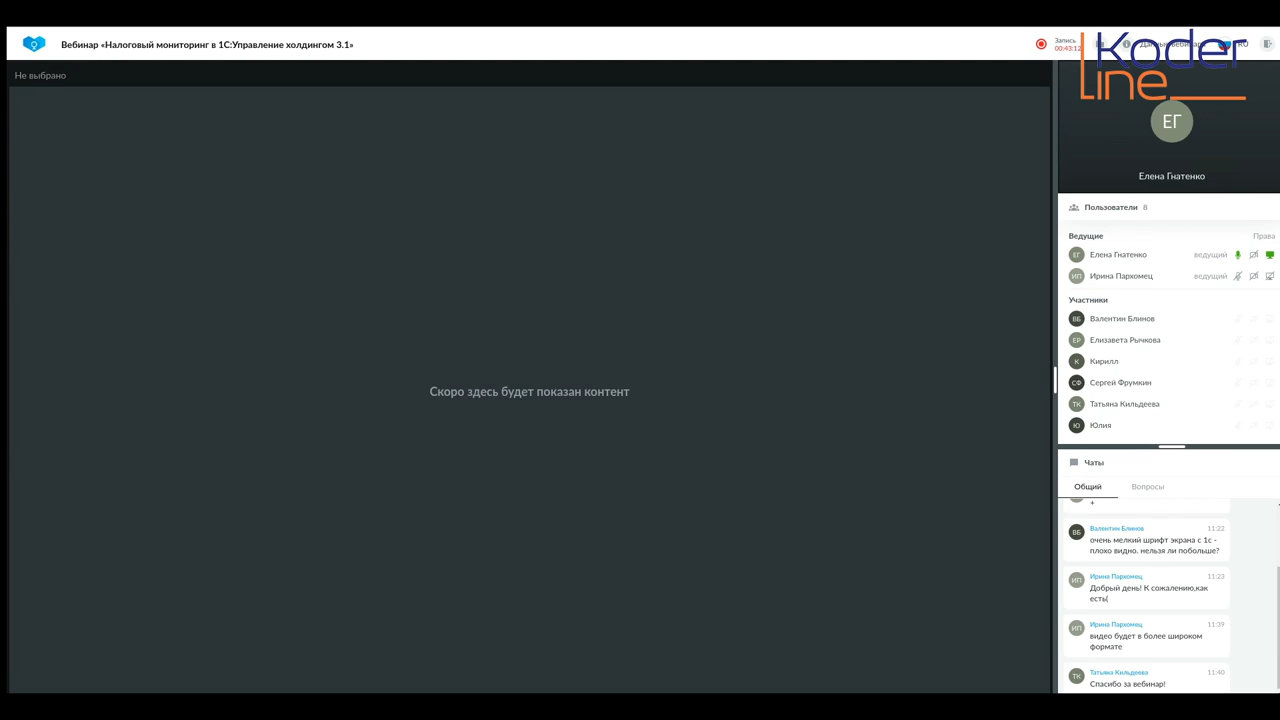 Вебинар «Налоговый мониторинг в 1С:Управление холдингом 3.1»
Запись
00:43:12
RU
Koder
line
Не выбрано
ЕГ
Елена Гнатенко
Скоро здесь будет показан контент
Пользователи 8
Ведущие Права
ЕГ Елена Гнатенко ведущий
ИП Ирина Пархомец ведущий
Участники
ВБ Валентин Блинов
ЕР Елизавета Рычкова
К Кирилл
СФ Сергей Фрумкин
ТК Татьяна Кильдеева
Ю Юлия
Чаты
Общий Вопросы
+
ВБ Валентин Блинов 11:22
очень мелкий шрифт экрана с 1с -
плохо видно. нельзя ли побольше?
ИП Ирина Пархомец 11:23
Добрый день! К сожалению,как
есть(
ИП Ирина Пархомец 11:39
видео будет в более широком
формате
ТК Татьяна Кильдеева 11:40
Спасибо за вебинар!